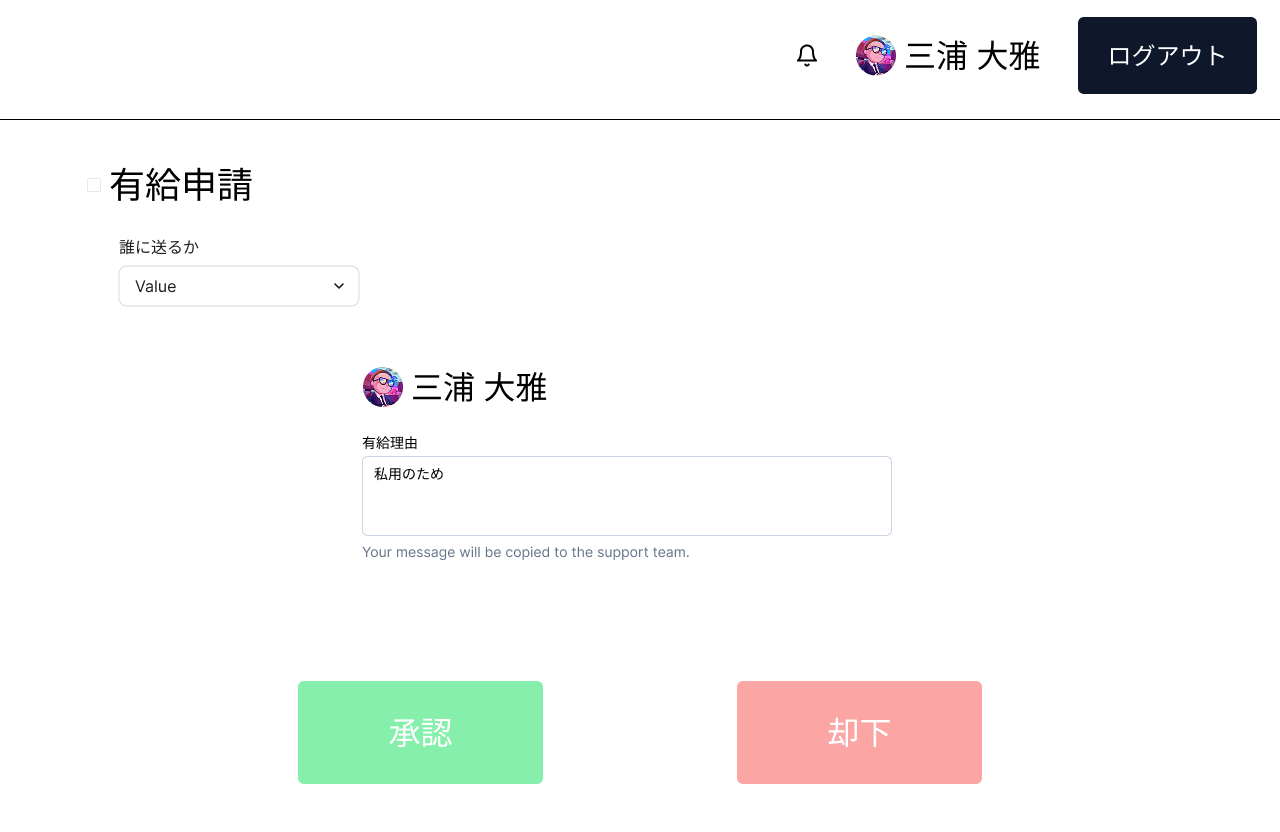 三浦 大雅
ログアウト
有給申請
誰に送るか
Value
三浦 大雅
有給理由
私用のため
Your message will be copied to the support team.
承認
却下